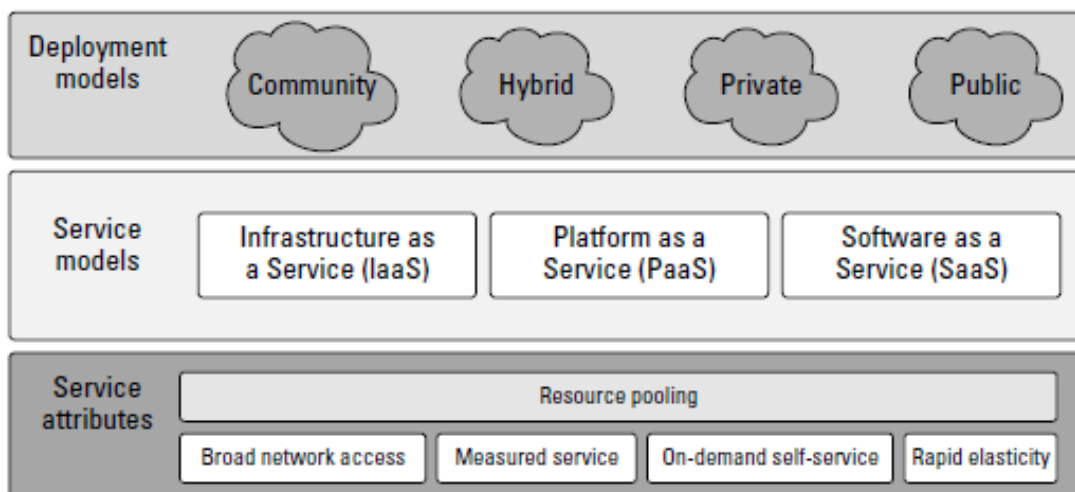 Deployment
models
Community
Hybrid
Private
Public
Service
models
Infrastructure as
a Service (IaaS)
Platform as a
Service (PaaS)
Software as a
Service (SaaS)
Service
attributes
Resource pooling
Broad network access
Measured service
On-demand self-service
Rapid elasticity